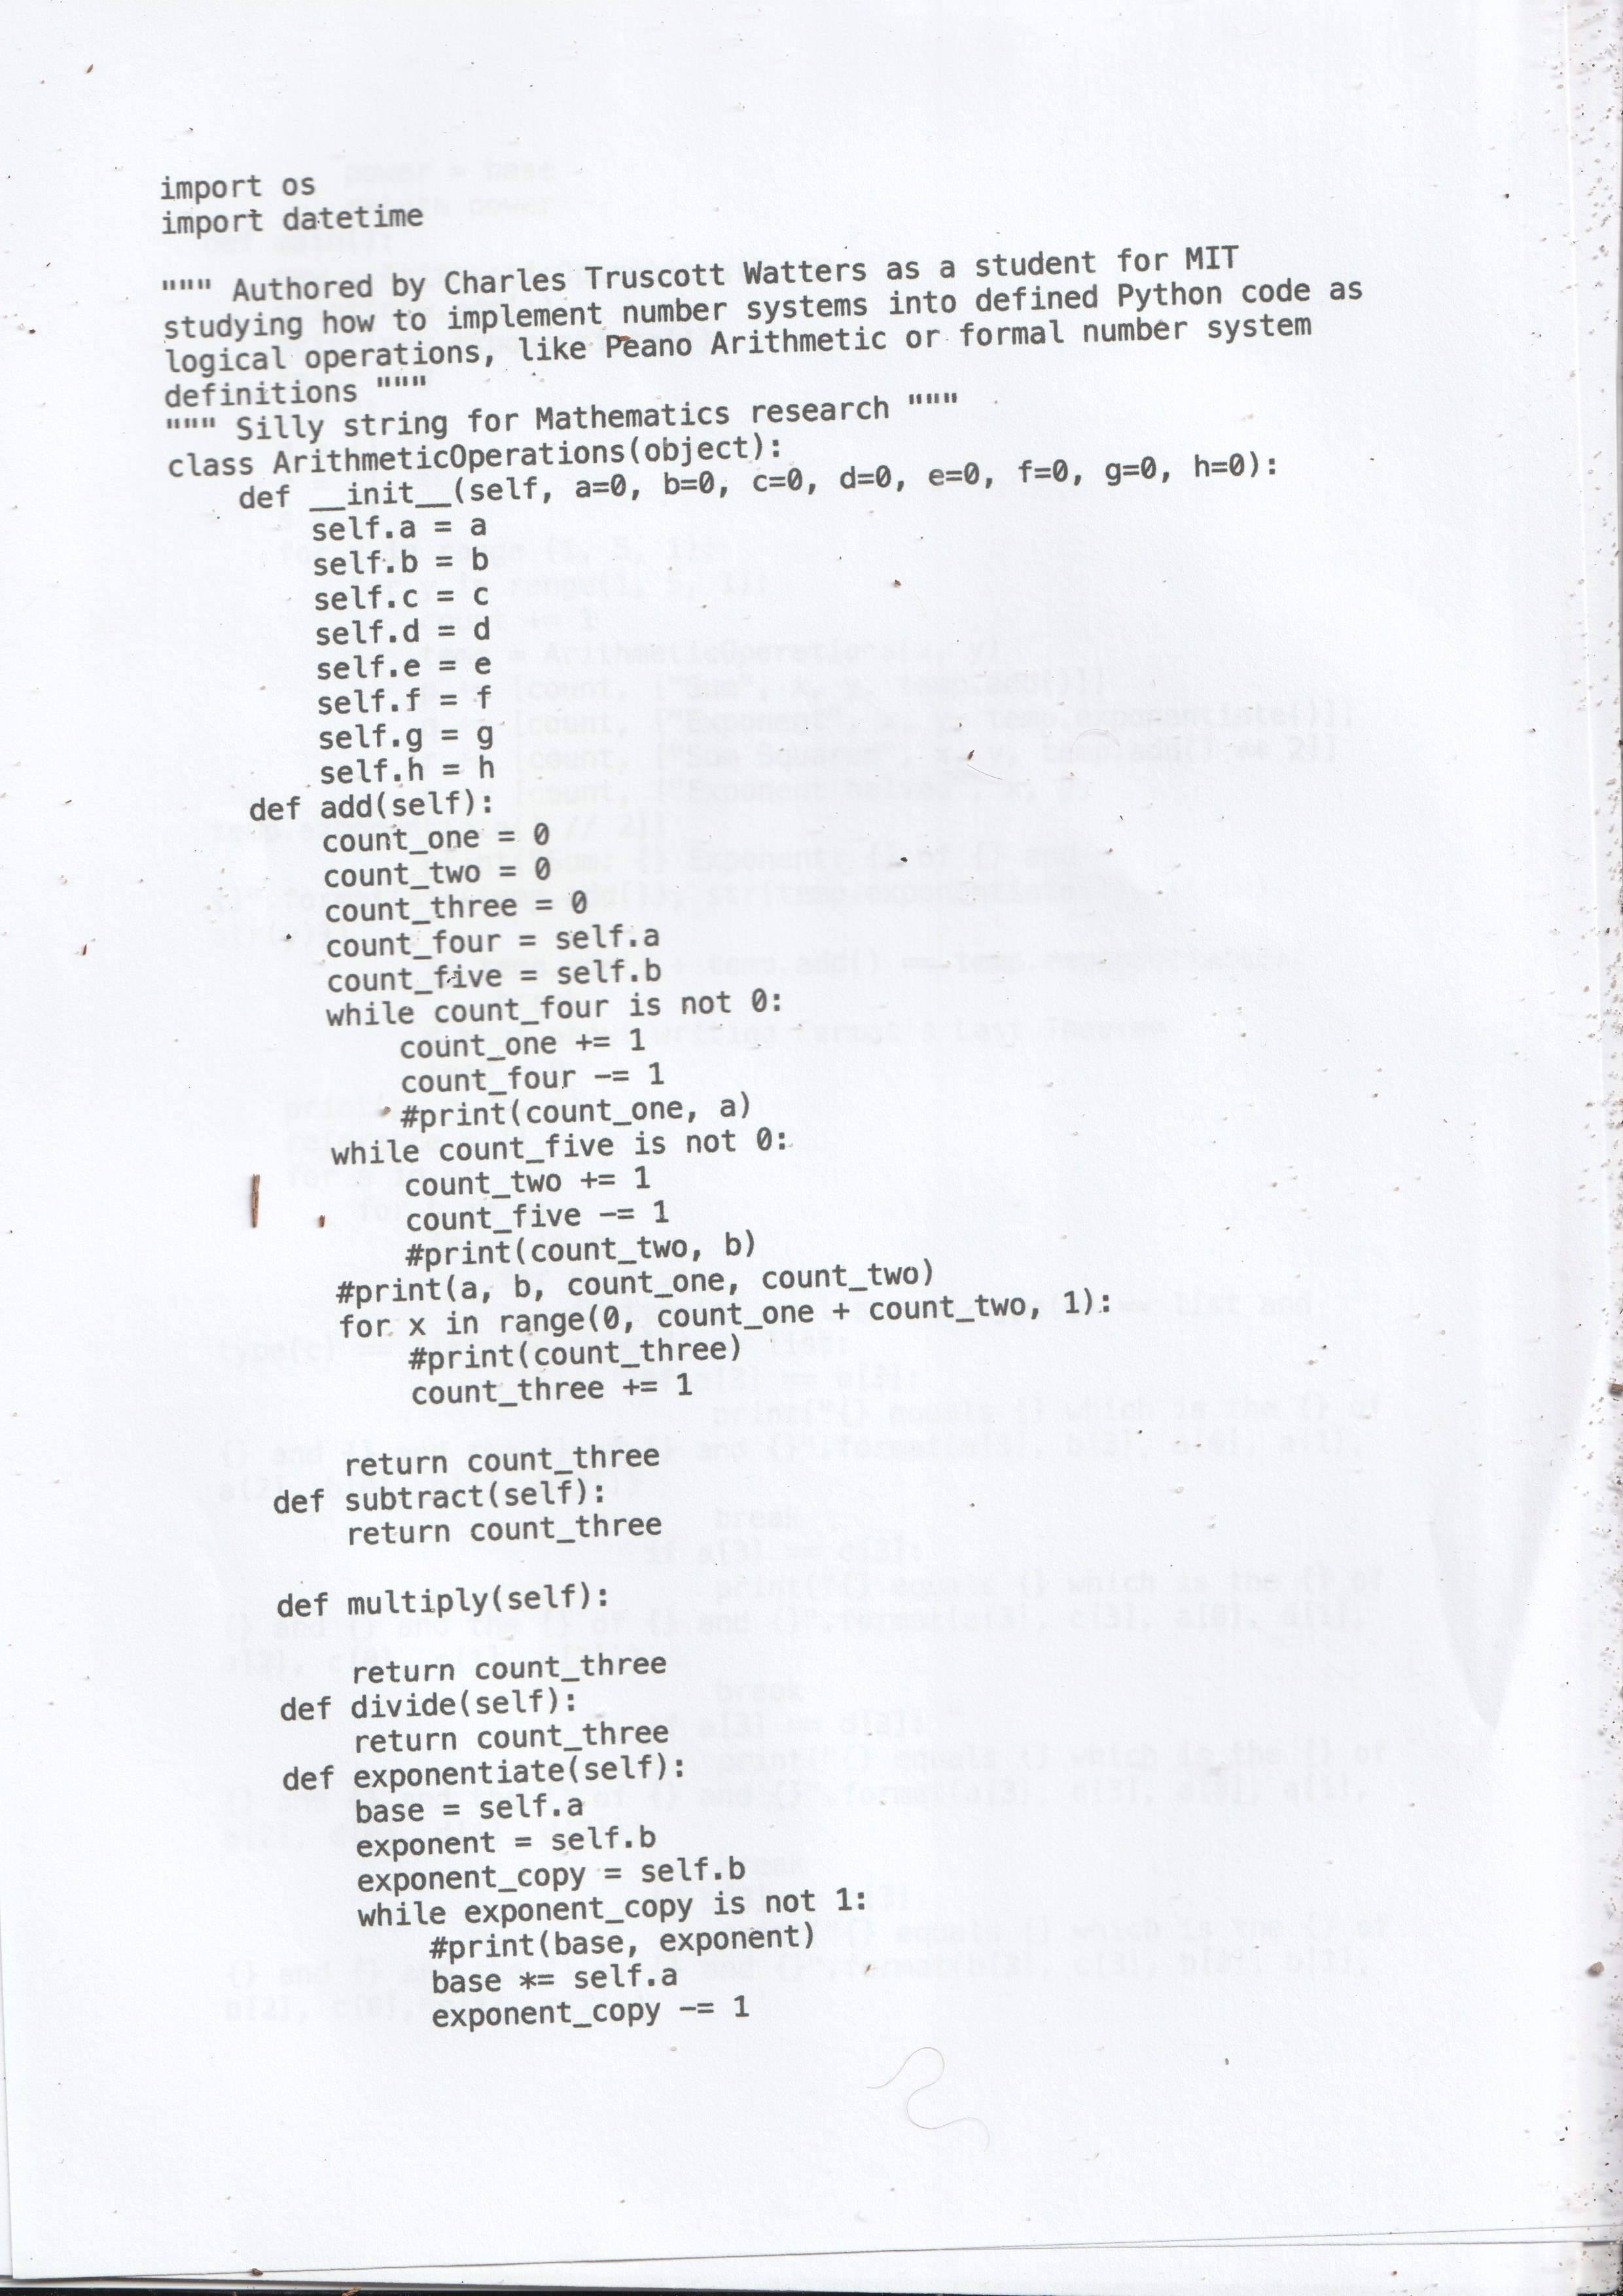 import os
import datetime

""" Authored by Charles Truscott Watters as a student for MIT
studying how to implement number systems into defined Python code as
logical operations, like Peano Arithmetic or formal number system
definitions """
""" Silly string for Mathematics research """
class ArithmeticOperations(object):
    def __init__(self, a=0, b=0, c=0, d=0, e=0, f=0, g=0, h=0):
        self.a = a
        self.b = b
        self.c = c
        self.d = d
        self.e = e
        self.f = f
        self.g = g
        self.h = h
    def add(self):
        count_one = 0
        count_two = 0
        count_three = 0
        count_four = self.a
        count_five = self.b
        while count_four is not 0:
            count_one += 1
            count_four -= 1
            #print(count_one, a)
        while count_five is not 0:
            count_two += 1
            count_five -= 1
            #print(count_two, b)
        #print(a, b, count_one, count_two)
        for x in range(0, count_one + count_two, 1):
            #print(count_three)
            count_three += 1

        return count_three
    def subtract(self):
        return count_three

    def multiply(self):

        return count_three
    def divide(self):
        return count_three
    def exponentiate(self):
        base = self.a
        exponent = self.b
        exponent_copy = self.b
        while exponent_copy is not 1:
            #print(base, exponent)
            base *= self.a
            exponent_copy -= 1